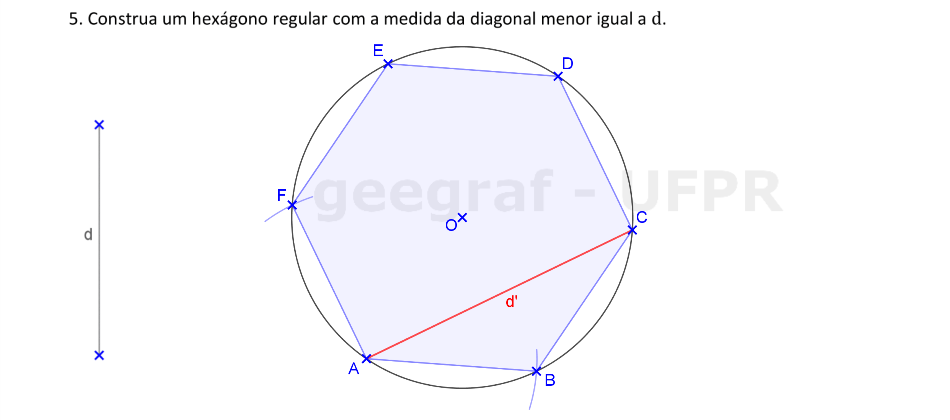 5. Construa um hexágono regular com a medida da diagonal menor igual a d.
E
D
F
geegraf - UFPR
C
O
d
d'
A
B